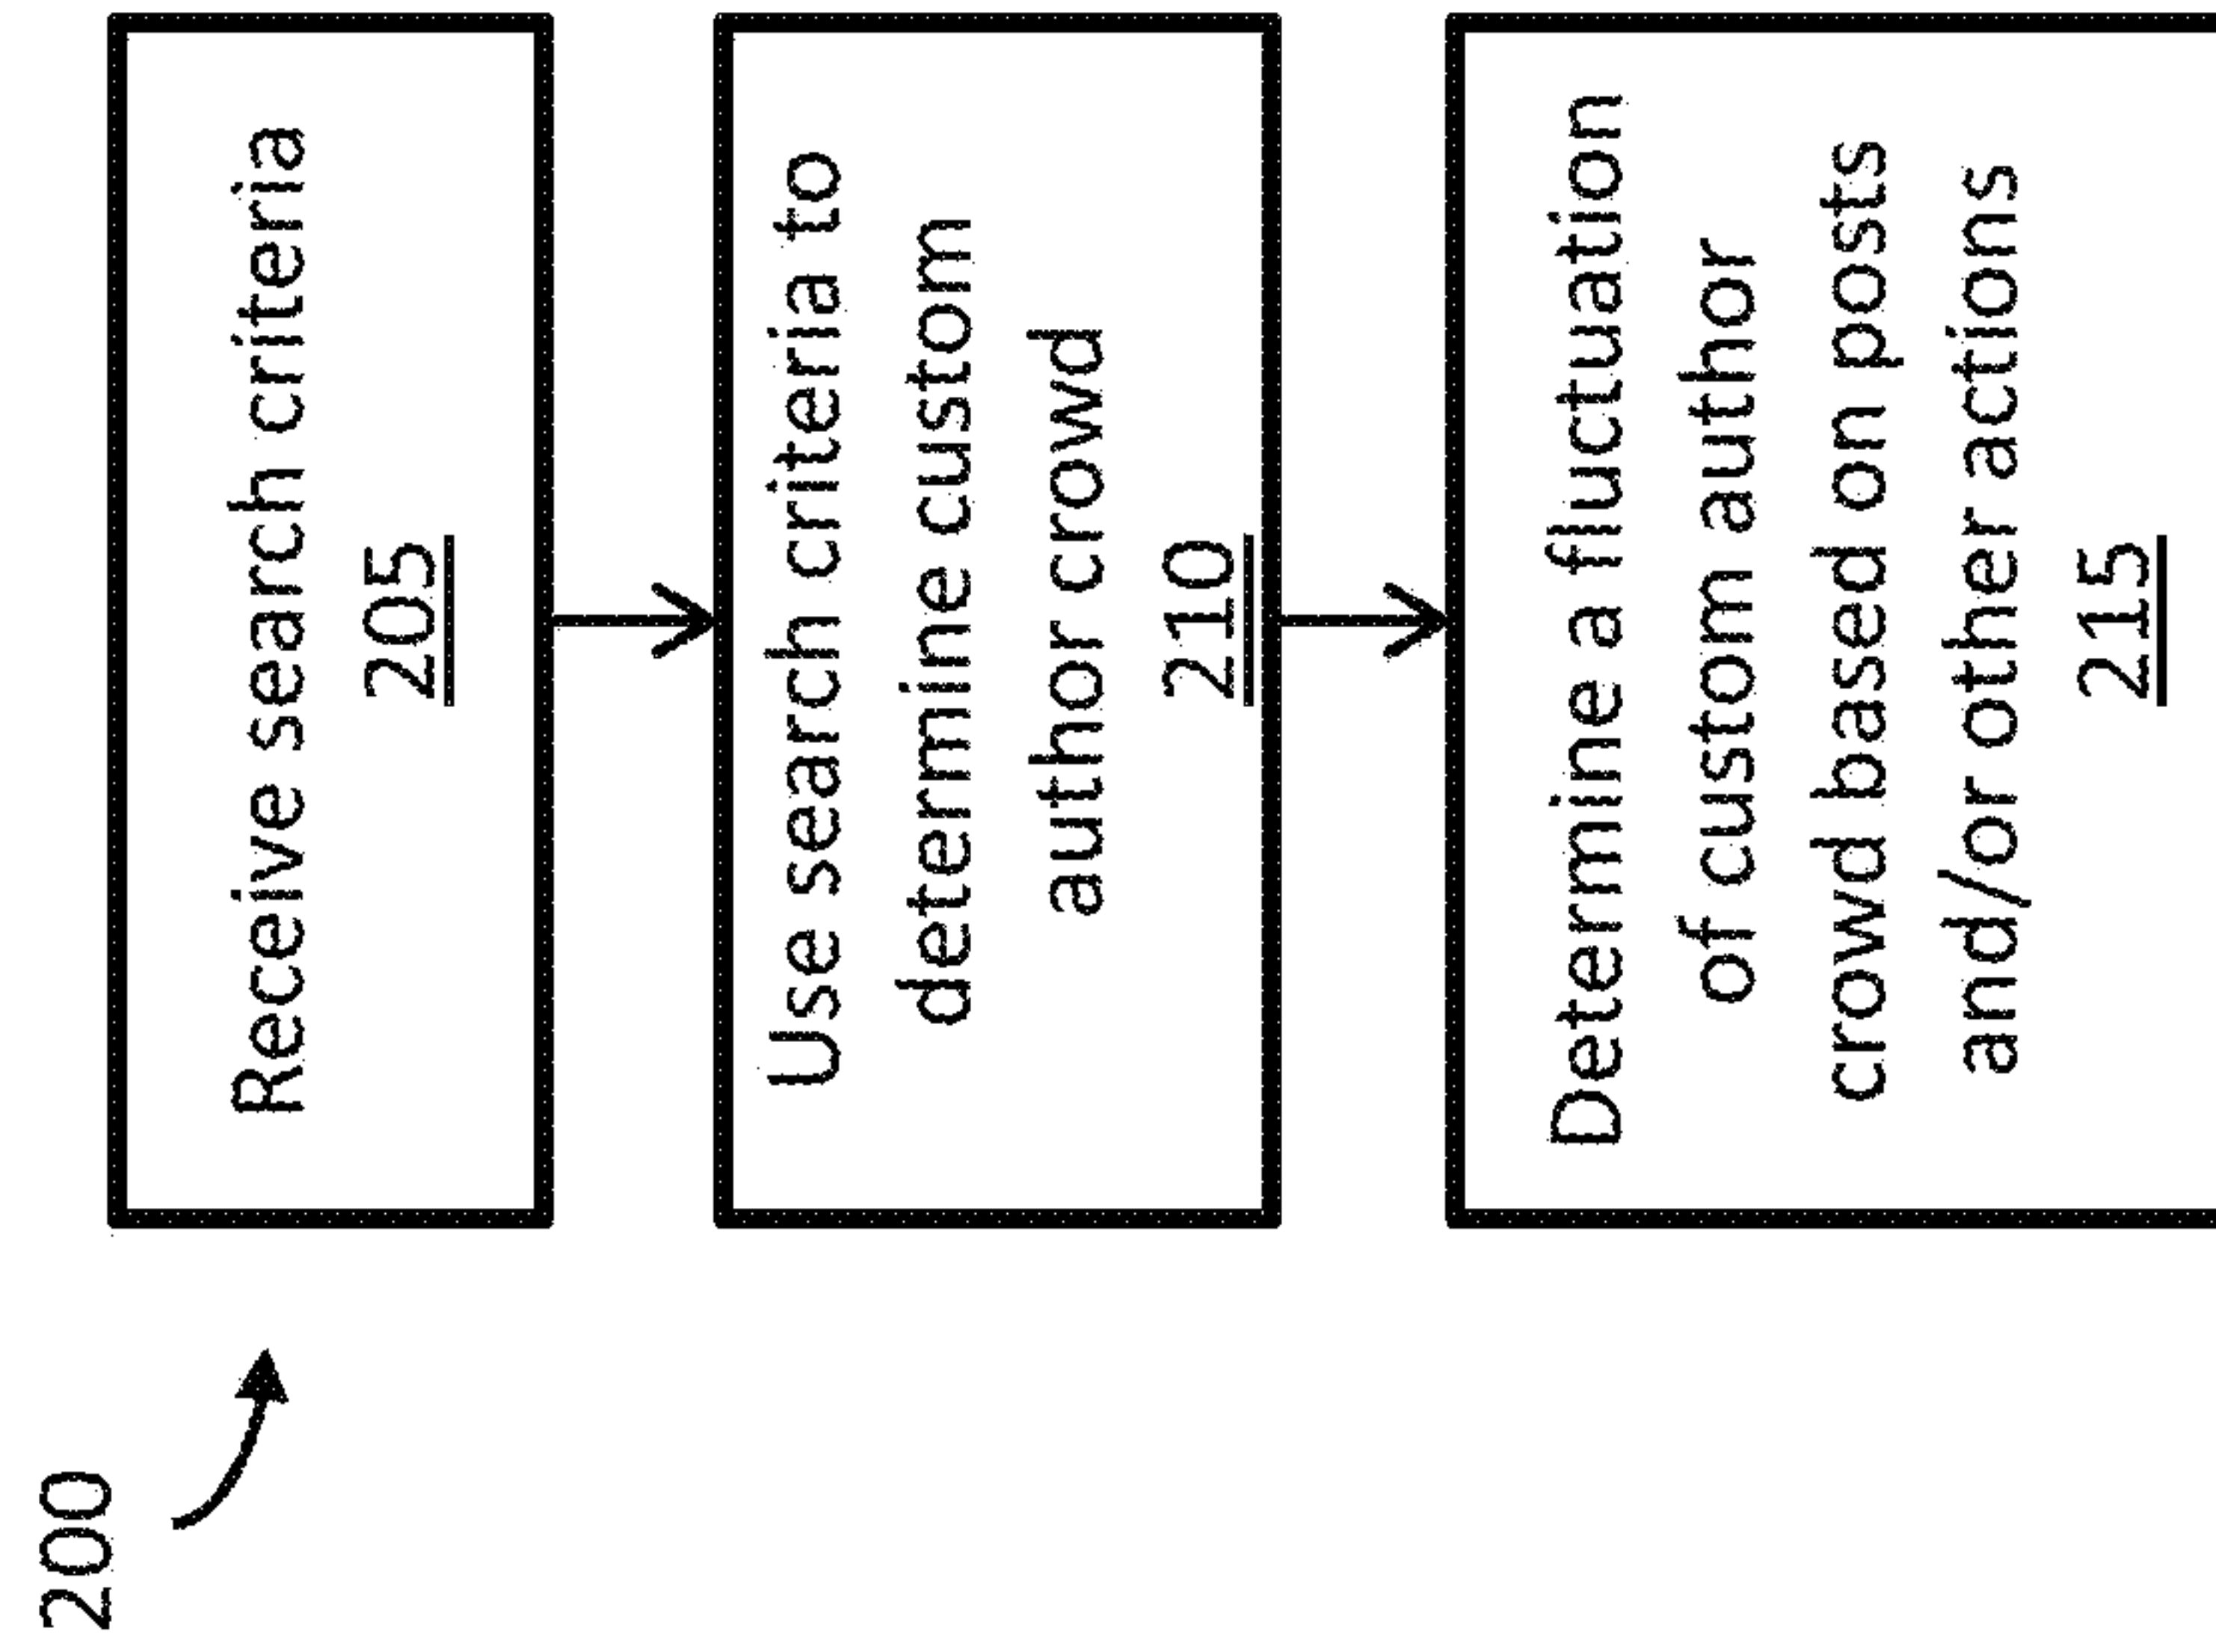 200
Receive search criteria
205
Use search criteria to
determine custom
author crowd
210
Determine a fluctuation
of custom author
crowd based on posts
and/or other actions
215